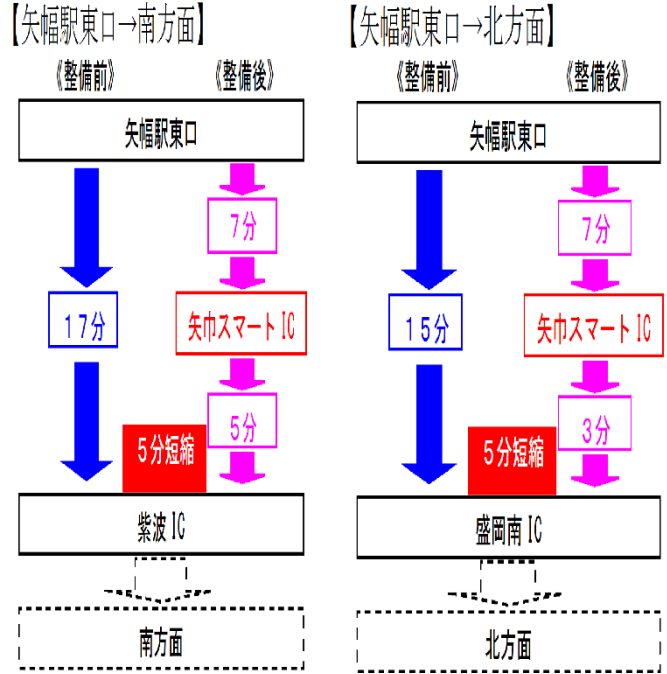 【矢幅駅東口→南方面】
《整備前》 《整備後》
矢幅駅東口
7分
17分
矢巾スマートIC
5分
5分短縮
紫波IC
南方面
【矢幅駅東口→北方面】
《整備前》 《整備後》
矢幅駅東口
7分
15分
矢巾スマートIC
3分
5分短縮
盛岡南IC
北方面